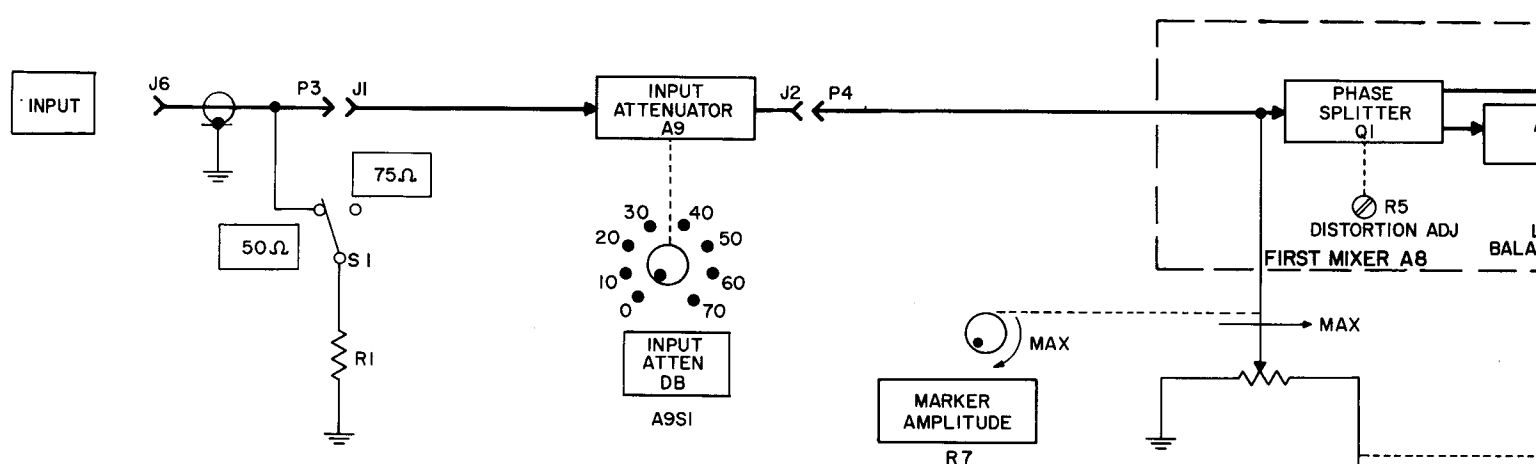 INPUT
J6
P3
J1
INPUT
ATTENUATOR
A9
J2
P4
PHASE
SPLITTER
Q1
75Ω
50Ω
S1
R1
0
10
20
30
40
50
60
70
INPUT
ATTEN
DB
A9S1
R5
DISTORTION ADJ
FIRST MIXER A8
MAX
MAX
MARKER
AMPLITUDE
R7